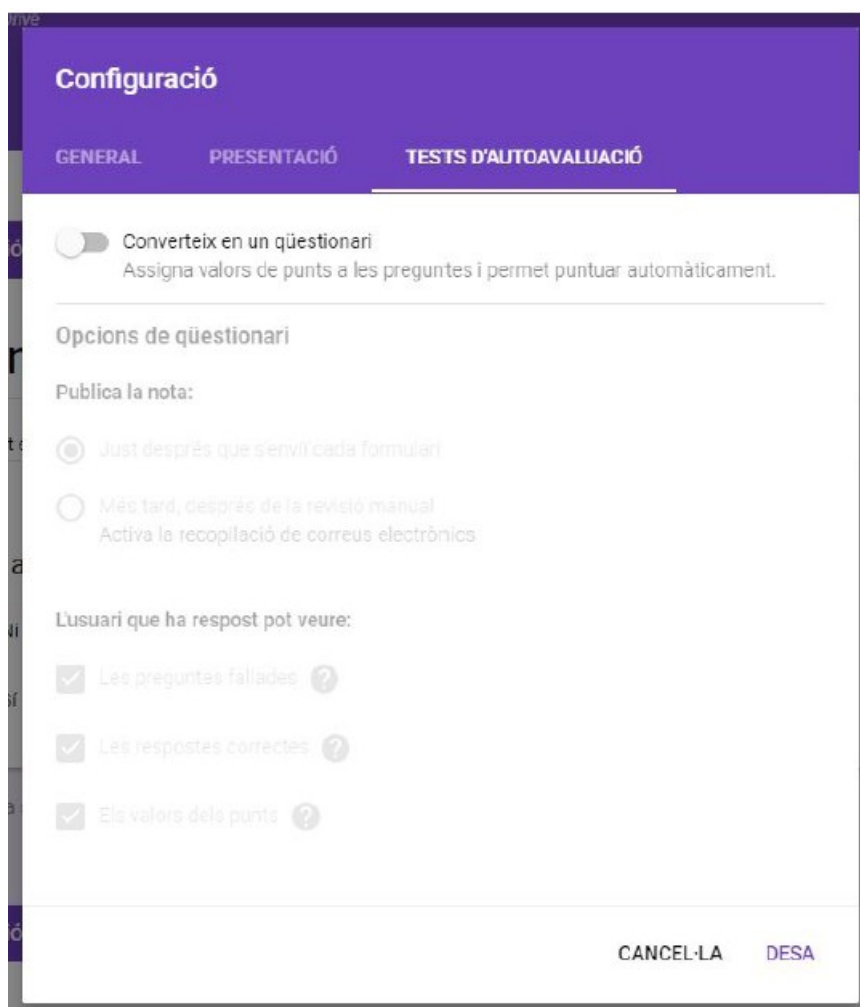 Drive
Configuració
GENERAL PRESENTACIÓ TESTS D'AUTOAVALUACIÓ
Converteix en un qüestionari
Assigna valors de punts a les preguntes i permet puntuar automàticament.
Opcions de qüestionari
Publica la nota:
Just desprès que s'enviï cada formulari
Més tard, desprès de la revisió manual
Activa la recopilació de correus electrònics
L'usuari que ha respost pot veure:
Les preguntes fallades ?
Les respostes correctes ?
Els valors dels punts ?
CANCEL·LA DESA